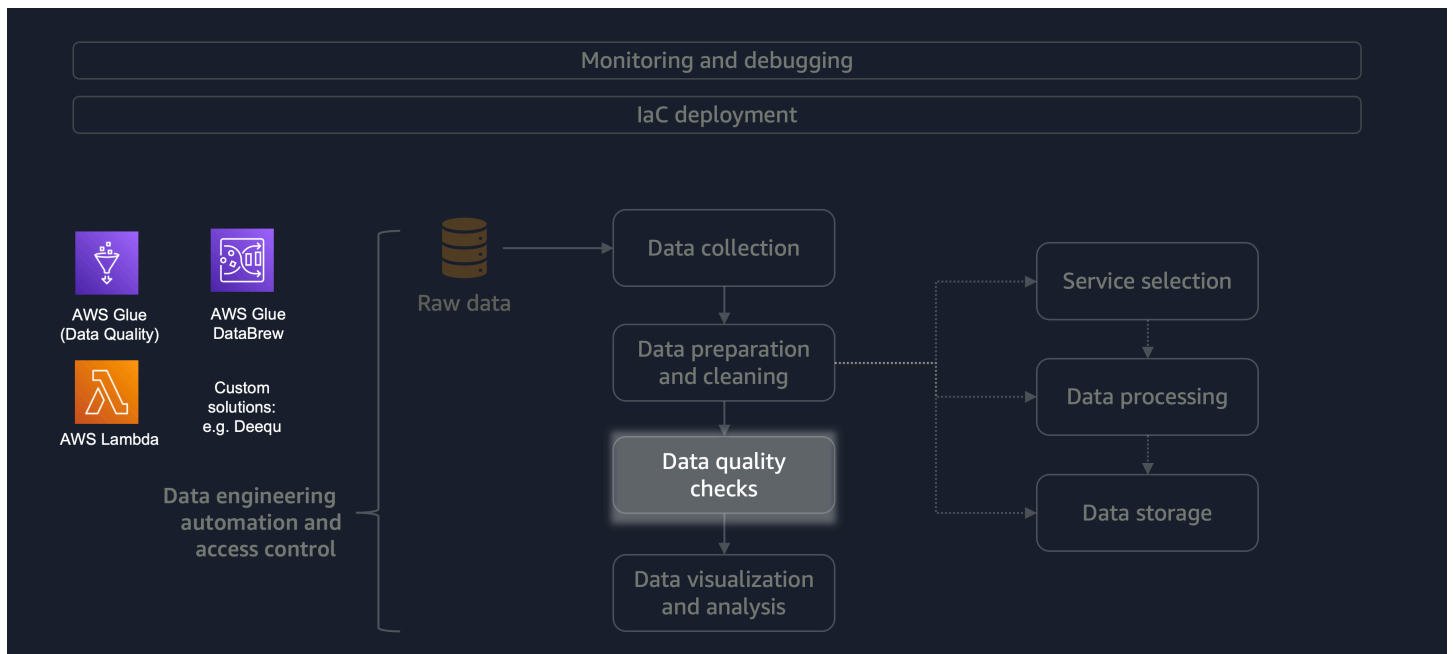 Monitoring and debugging
IaC deployment
AWS Glue
(Data Quality)
AWS Glue
DataBrew
AWS Lambda
Custom
solutions:
e.g. Deequ
Data engineering
automation and
access control
Raw data
Data collection
Data preparation
and cleaning
Data quality
checks
Data visualization
and analysis
Service selection
Data processing
Data storage